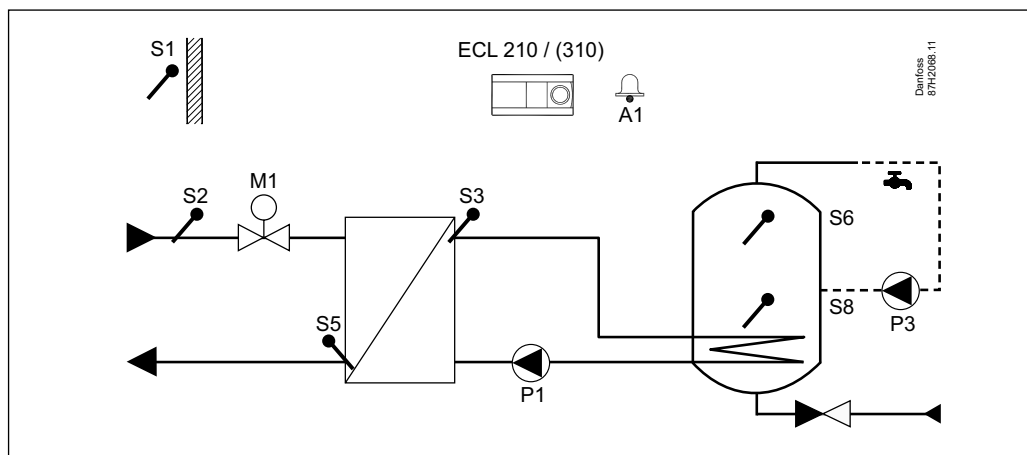 S1
ECL 210 / (310)
Danfoss
87H2068.11
A1
S2
M1
S3
S6
S5
S8
P3
P1